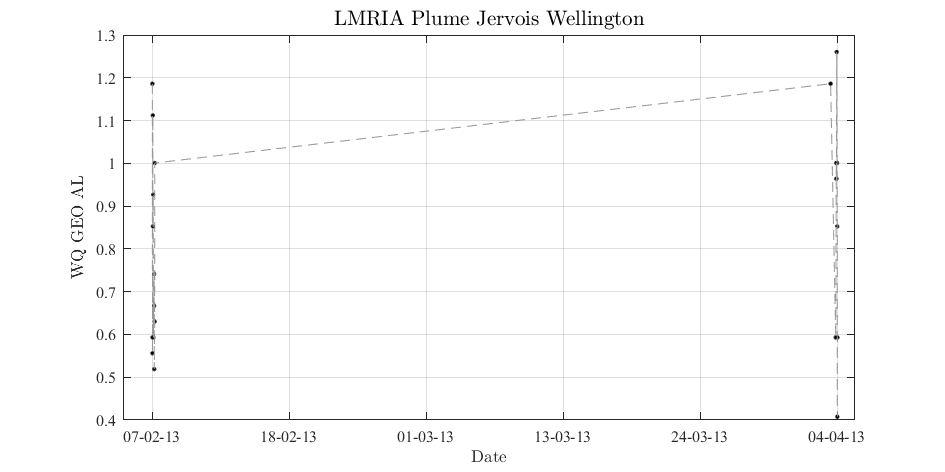 LMRIA Plume Jervois Wellington
1.3
1.2
1.1
1
0.9
0.8
0.7
0.6
0.5
0.4
WQ GEO AL
07-02-13 18-02-13 01-03-13 13-03-13 24-03-13 04-04-13
Date